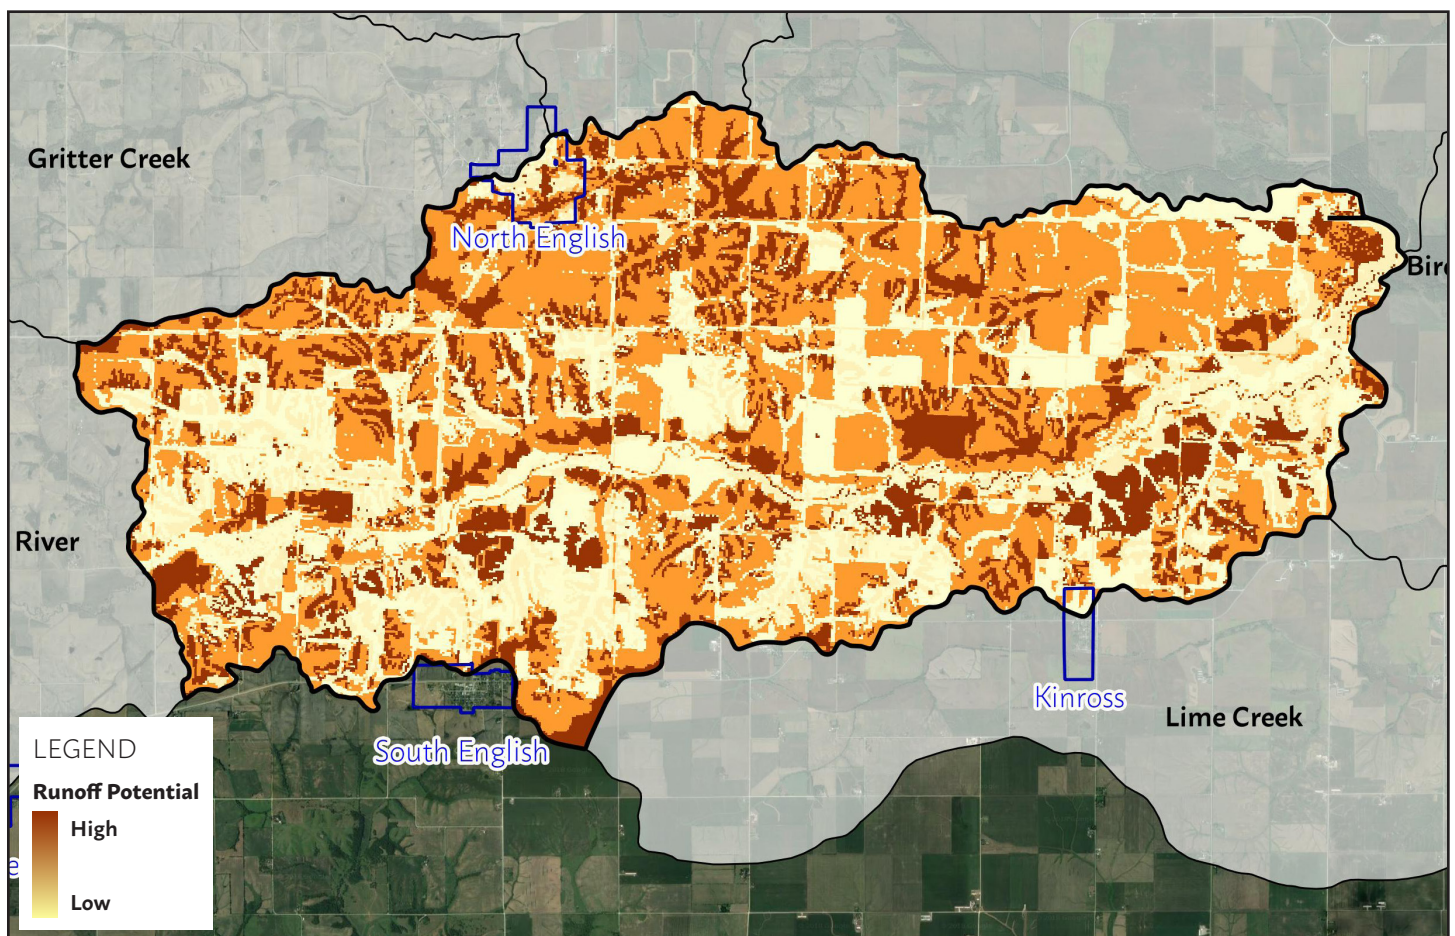 Gritter Creek
North English
Bir
River
Kinross
Lime Creek
South English
LEGEND
Runoff Potential
High
Low
e